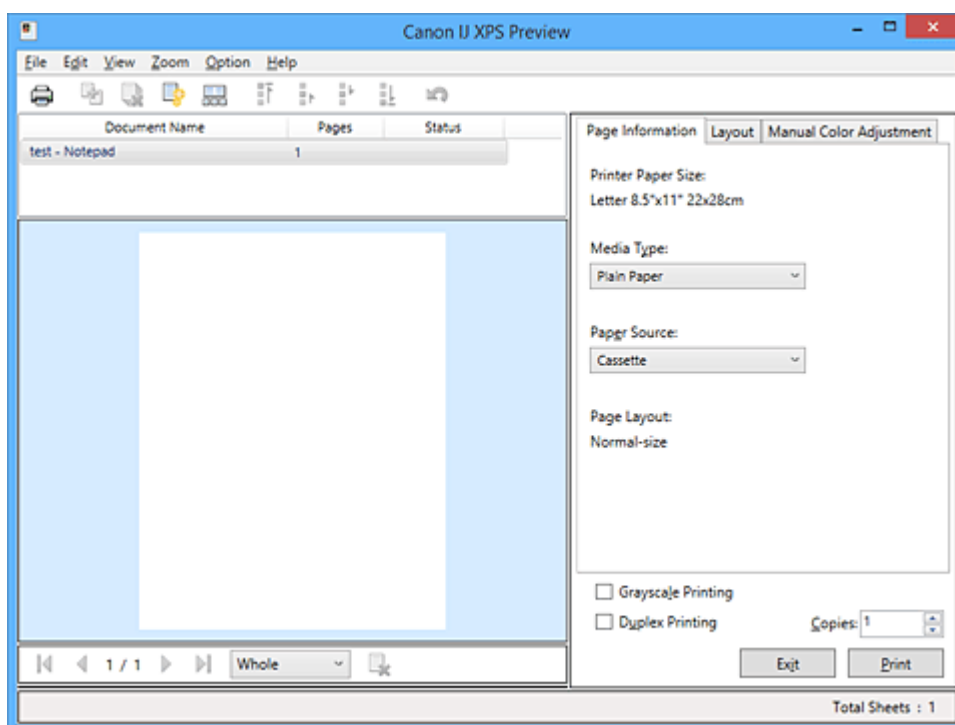 Canon IJ XPS Preview
File Edit View Zoom Option Help
Document Name Pages Status
test - Notepad 1
Page Information Layout Manual Color Adjustment
Printer Paper Size:
Letter 8.5"x11" 22x28cm
Media Type:
Plain Paper
Paper Source:
Cassette
Page Layout:
Normal-size
Grayscale Printing
Duplex Printing Copies: 1
1 / 1 Whole Exit Print
Total Sheets : 1